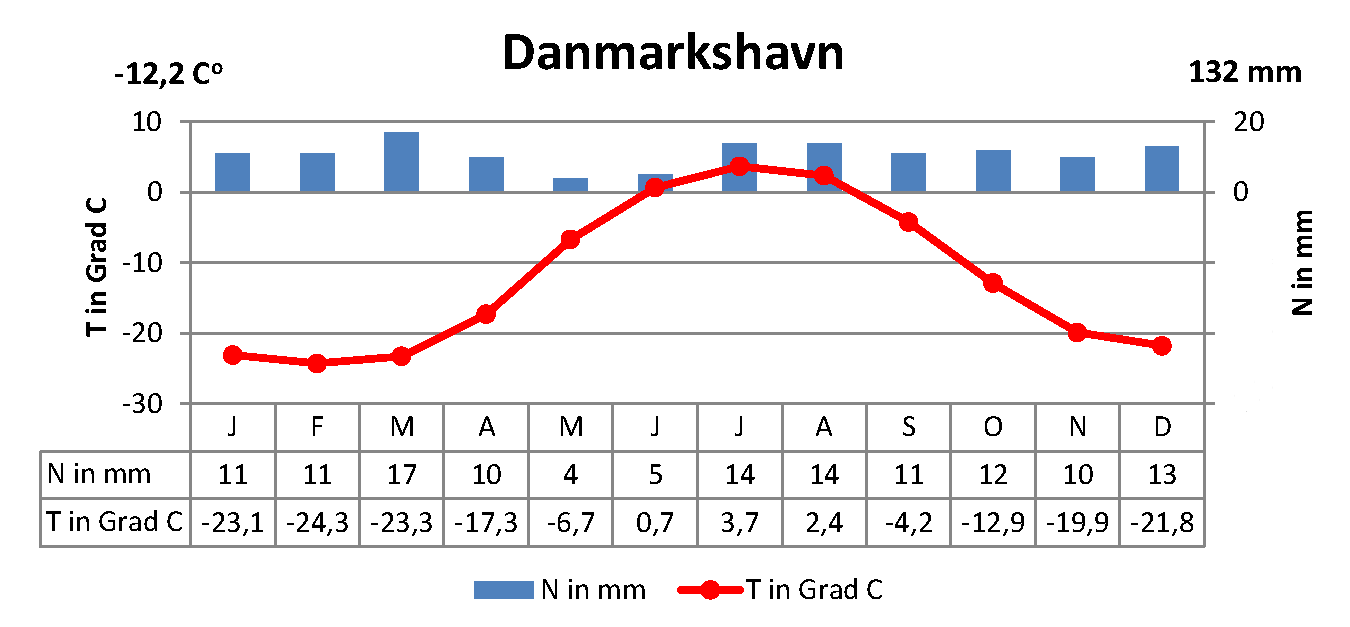 Danmarkshavn
-12,2 Cº
132 mm
10
0
-10
-20
-30
T in Grad C
20
0
N in mm
J F M A M J J A S O N D
N in mm 11 11 17 10 4 5 14 14 11 12 10 13
T in Grad C -23,1 -24,3 -23,3 -17,3 -6,7 0,7 3,7 2,4 -4,2 -12,9 -19,9 -21,8
N in mm T in Grad C